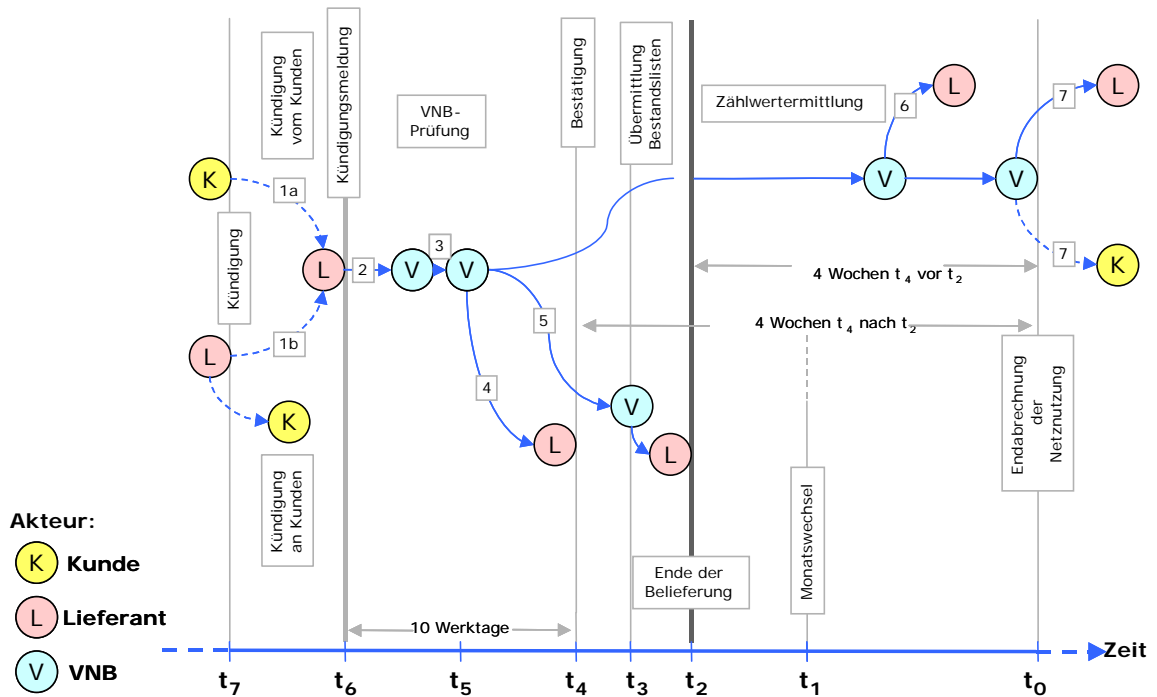 Kündigung
vom Kunden
Kündigungsmeldung
VNB-
Prüfung
Bestätigung
Übermittlung
Bestandslisten
Zählwertermittlung
6
L
7
L
K
1a
V
V
Kündigung
L
2
V
3
V
7
K
4 Wochen t₄ vor t₂
5
4 Wochen t₄ nach t₂
1b
L
K
4
V
L
L
Endabrechnung
der
Netznutzung
Kündigung
an Kunden
Monatswechsel
Ende der
Belieferung
Akteur:
K Kunde
L Lieferant
V VNB
10 Werktage
Zeit
t₇
t₆
t₅
t₄
t₃
t₂
t₁
t₀